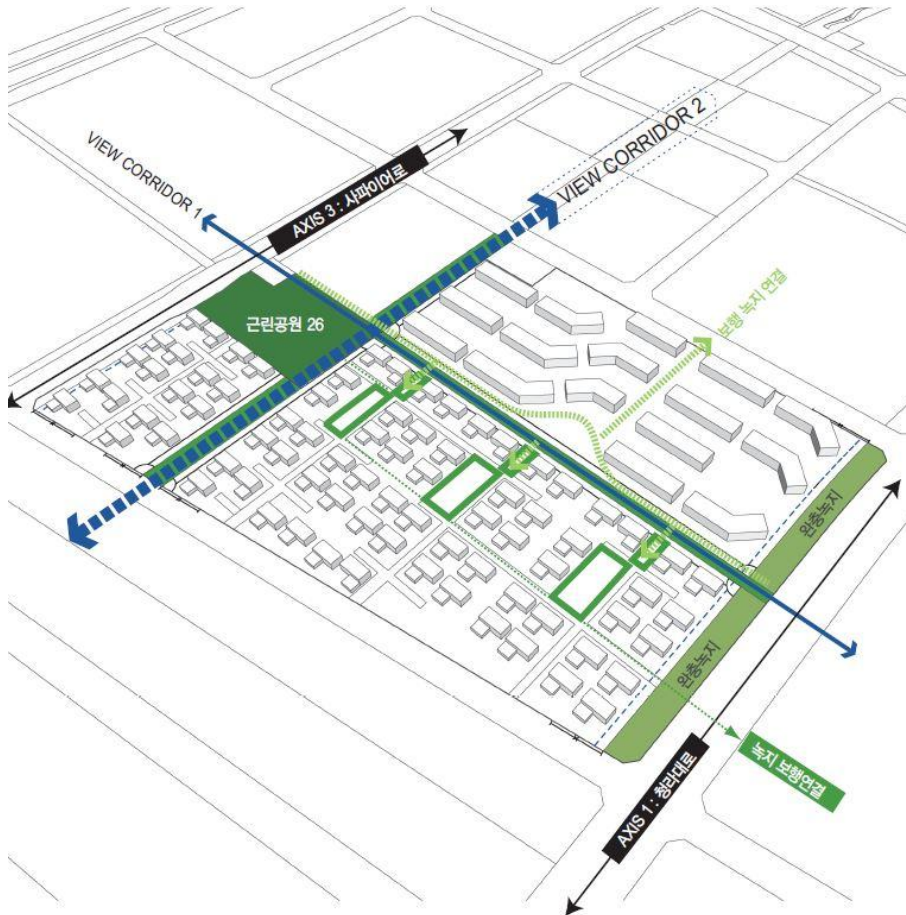 VIEW CORRIDOR 1
AXIS 3 : 사파이어로
VIEW CORRIDOR 2
근린공원 26
보행 녹지 연결
완충녹지
완충녹지
녹지 보행연결
AXIS 1 : 청라대로